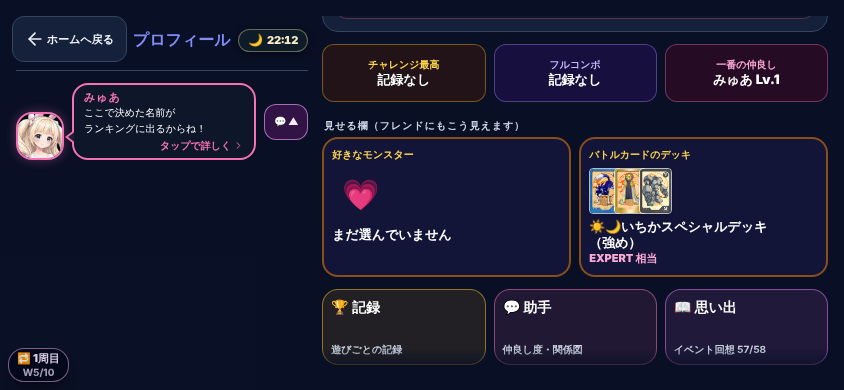 ホームへ戻る
プロフィール
🌙 22:12
みゅあ
ここで決めた名前が
ランキングに出るからね！
タップで詳しく
💬▲
🔁 1周目
W5/10
チャレンジ最高
記録なし
フルコンボ
記録なし
一番の仲良し
みゅあ Lv.1
見せる欄（フレンドにもこう見えます）
好きなモンスター
まだ選んでいません
バトルカードのデッキ
☀️🌙いちかスペシャルデッキ
（強め）
EXPERT 相当
🏆 記録
遊びごとの記録
💬 助手
仲良し度・関係図
📖 思い出
イベント回想 57/58